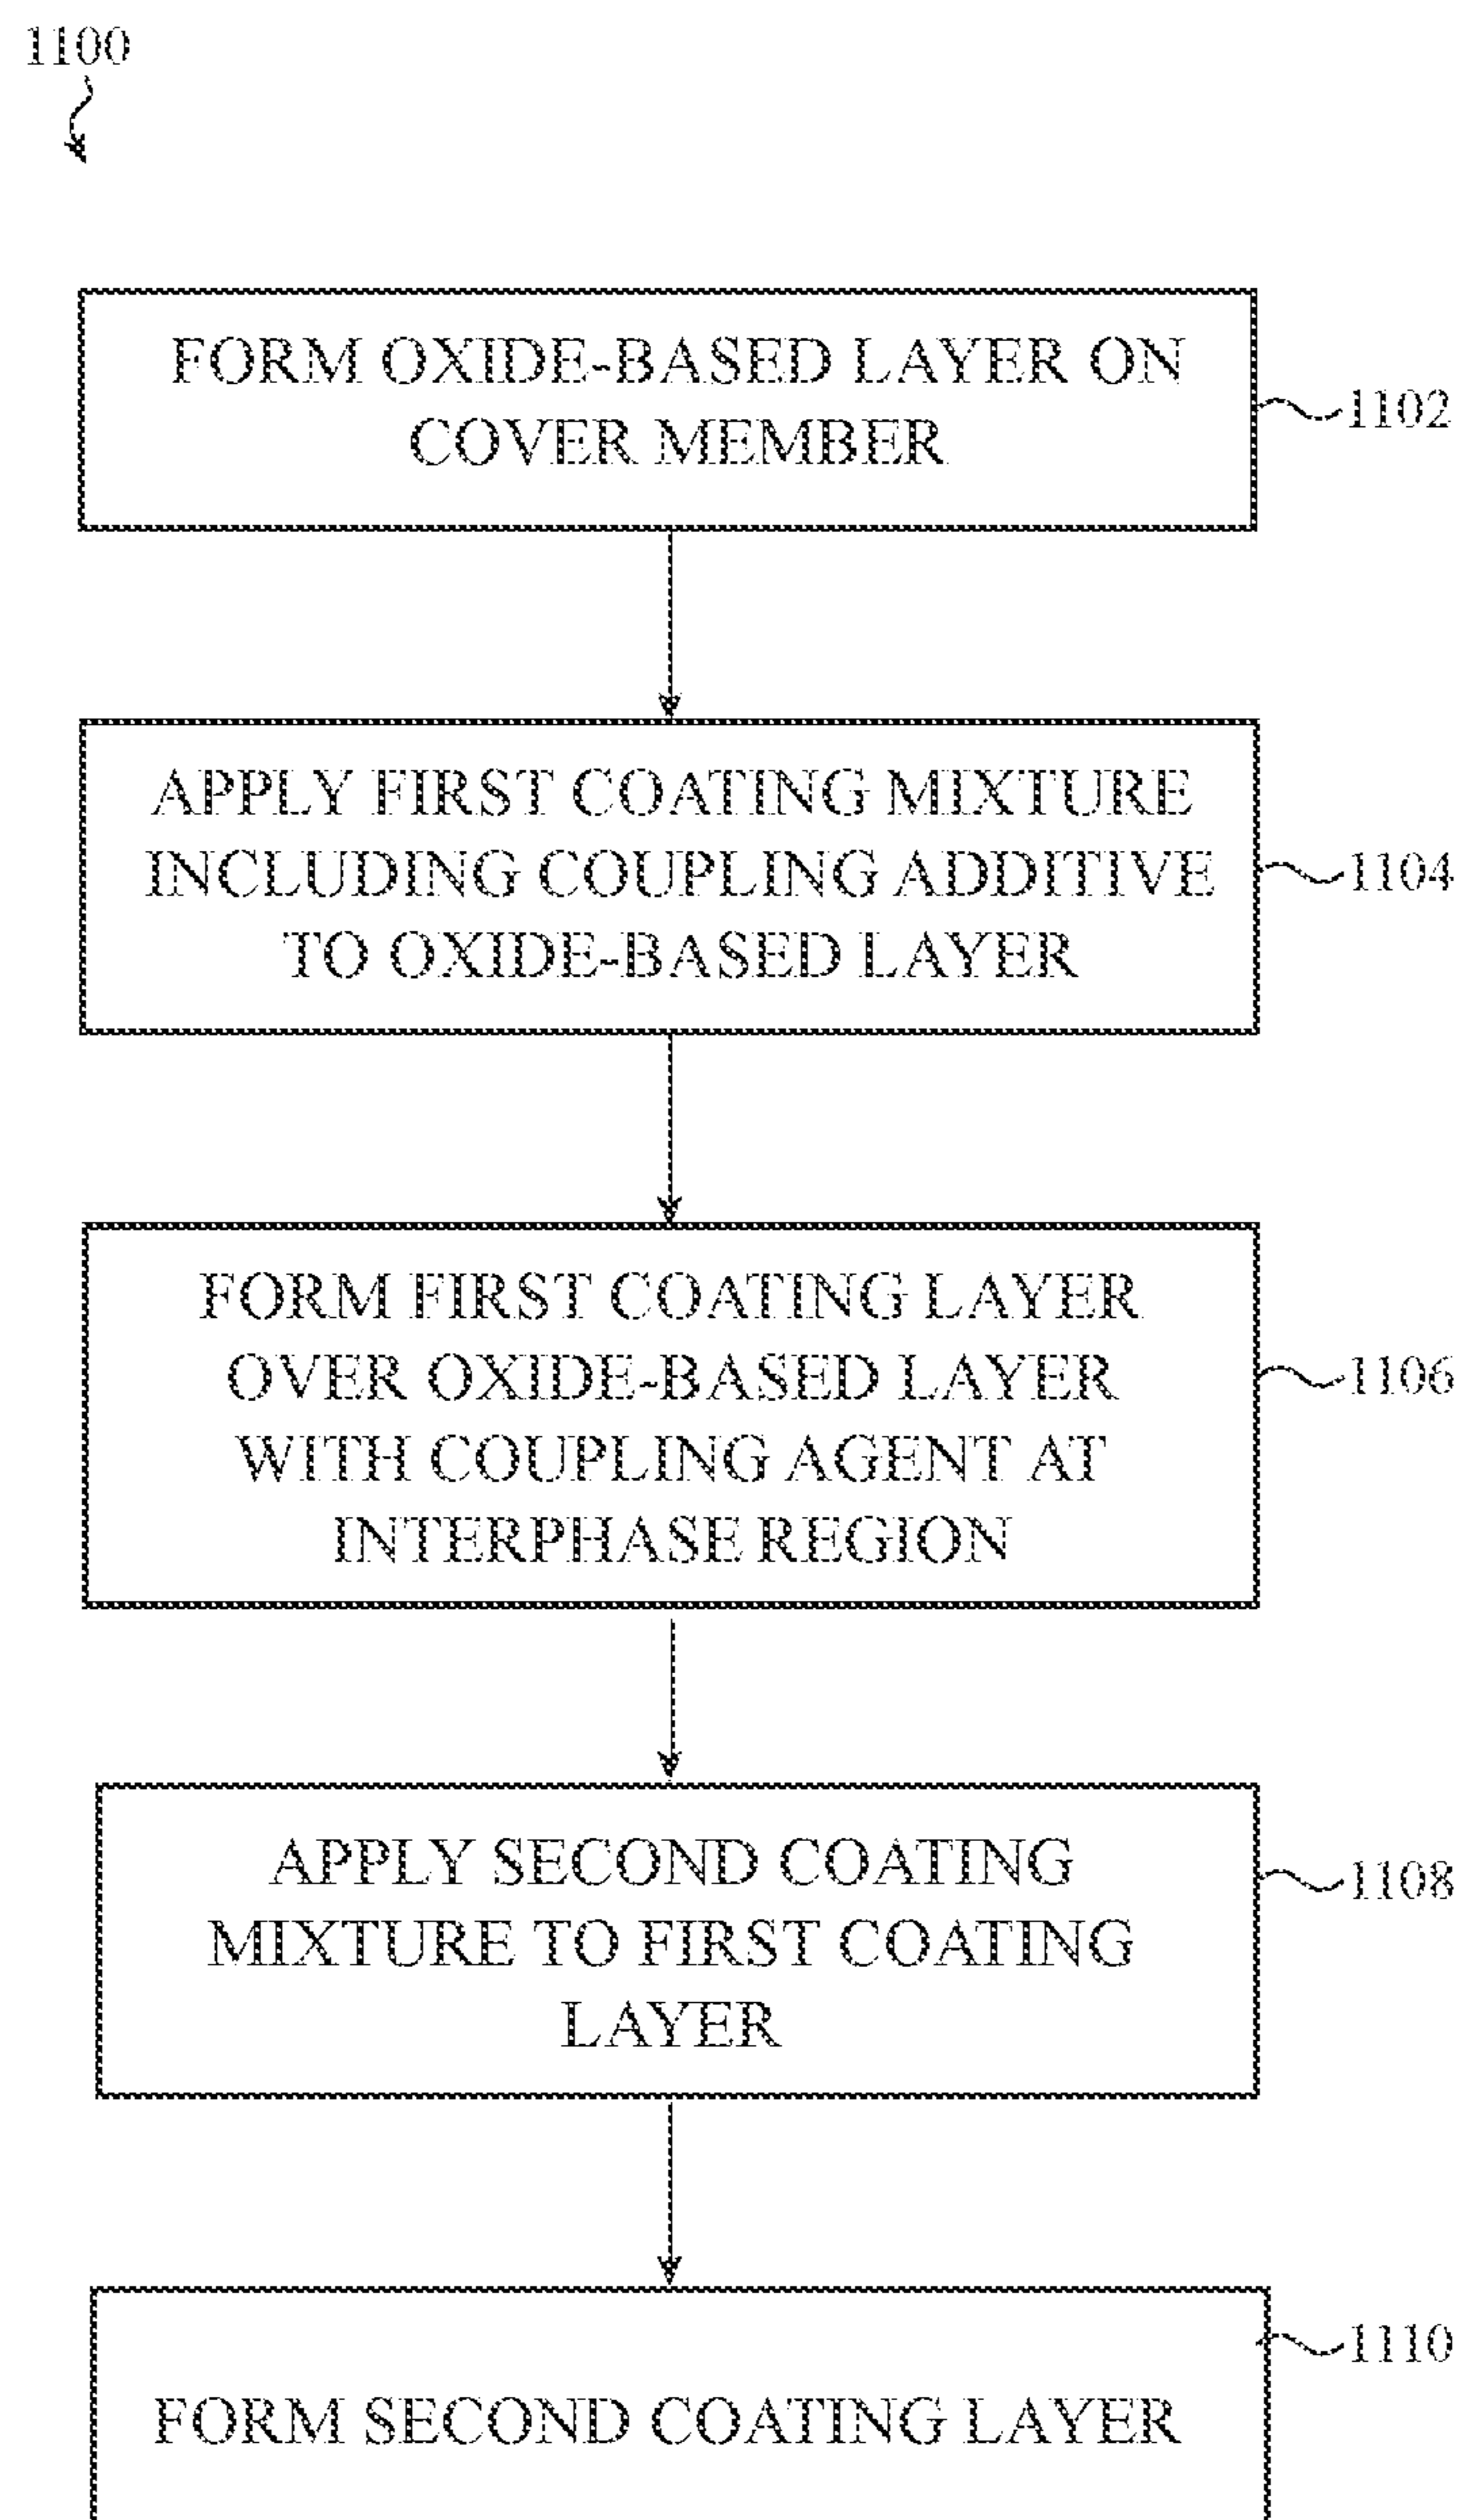 1100
FORM OXIDE-BASED LAYER ON
COVER MEMBER
1102
APPLY FIRST COATING MIXTURE
INCLUDING COUPLING ADDITIVE
TO OXIDE-BASED LAYER
1104
FORM FIRST COATING LAYER
OVER OXIDE-BASED LAYER
WITH COUPLING AGENT AT
INTERPHASE REGION
1106
APPLY SECOND COATING
MIXTURE TO FIRST COATING
LAYER
1108
FORM SECOND COATING LAYER
1110